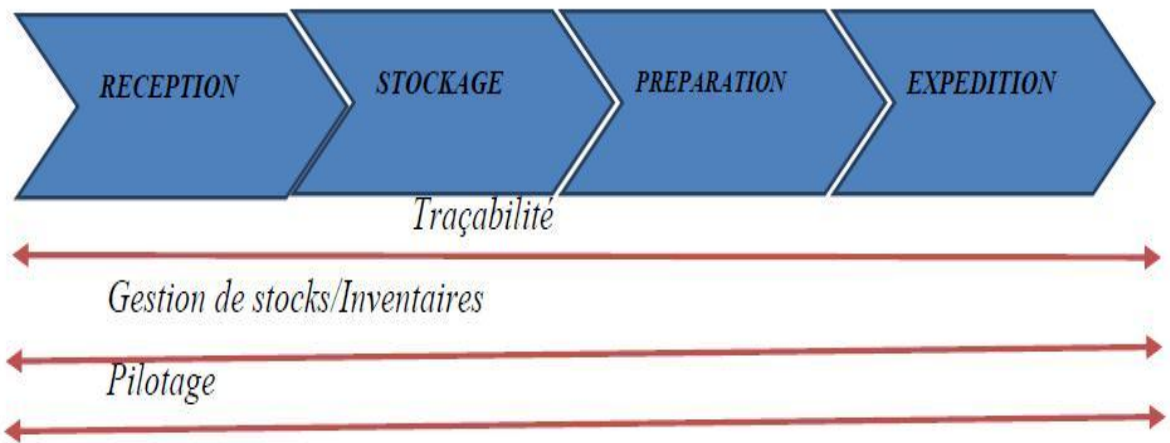 RECEPTION
STOCKAGE
PREPARATION
EXPEDITION
Traçabilité
Gestion de stocks/Inventaires
Pilotage